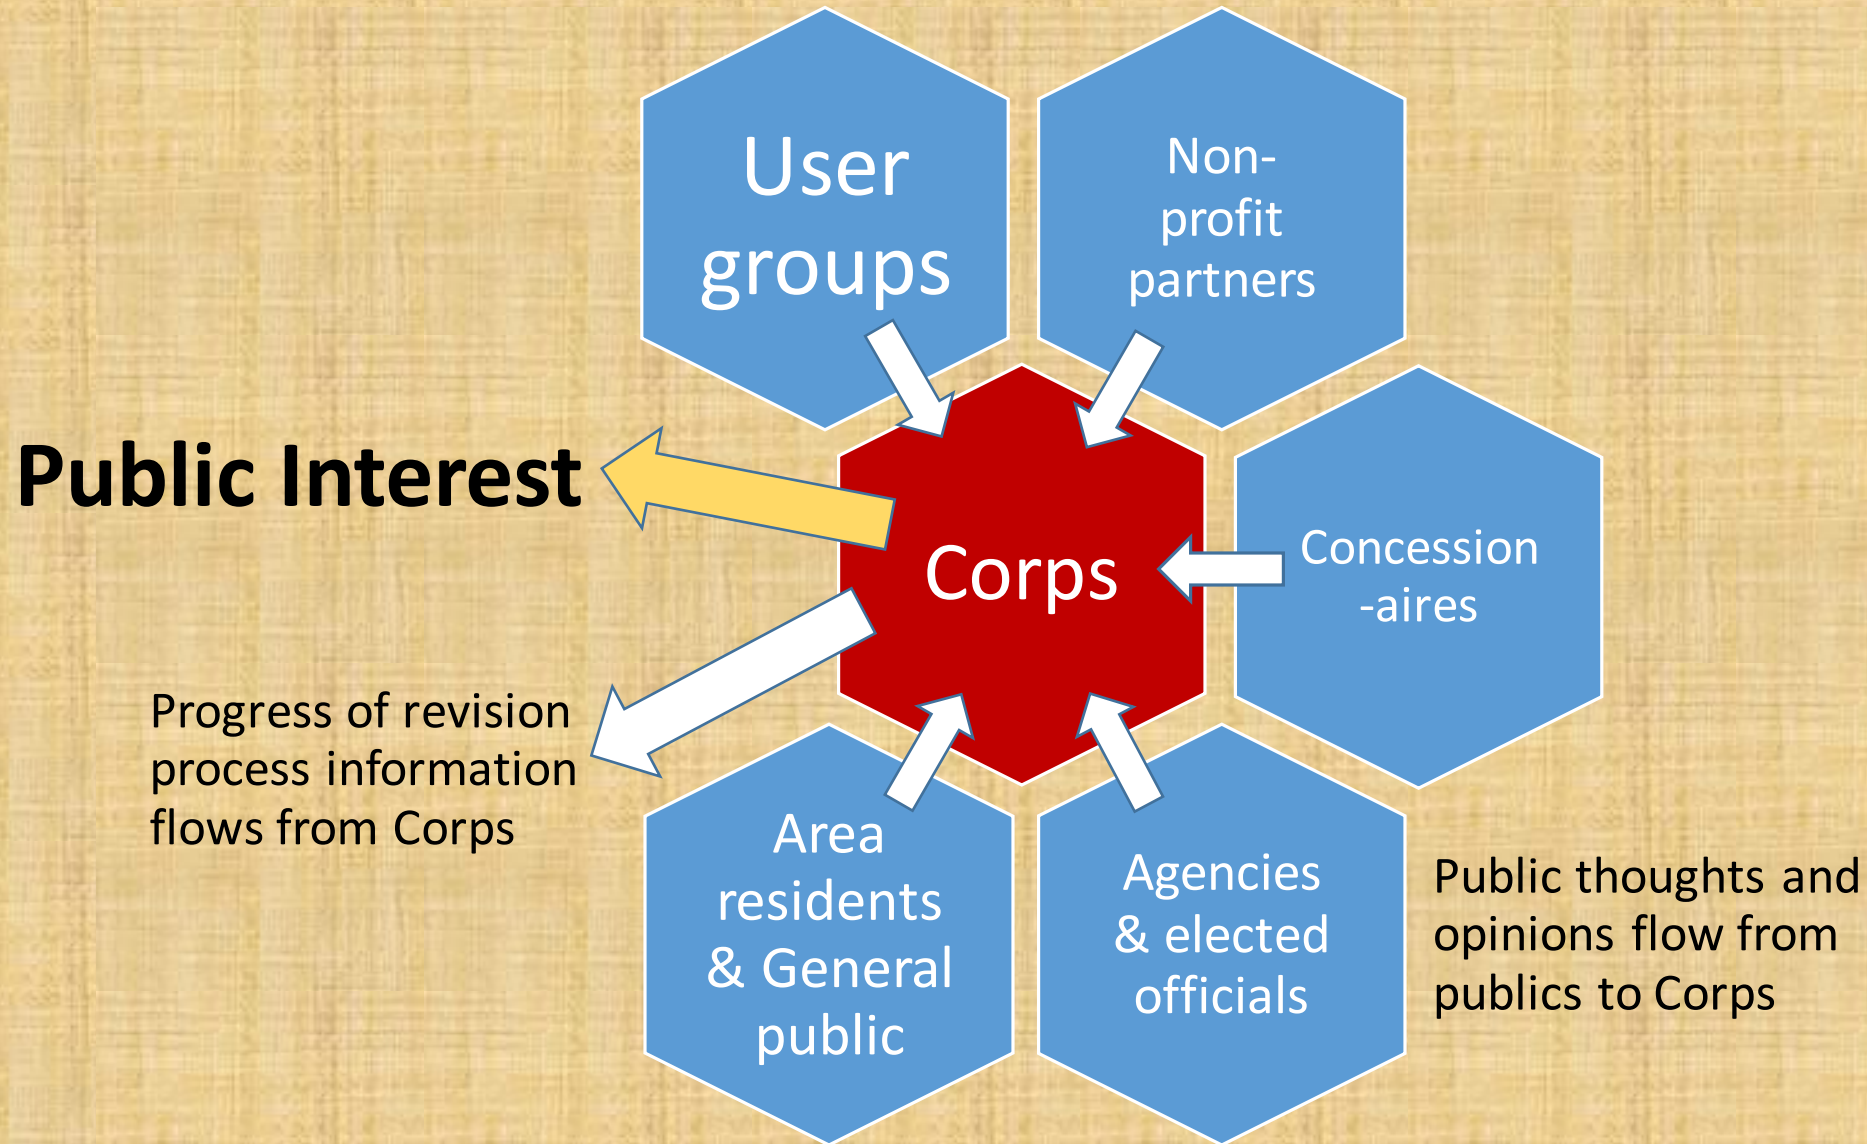 User
groups
Non-
profit
partners
Public Interest
Corps
Concession
-aires
Progress of revision
process information
flows from Corps
Area
residents
& General
public
Agencies
& elected
officials
Public thoughts and
opinions flow from
publics to Corps